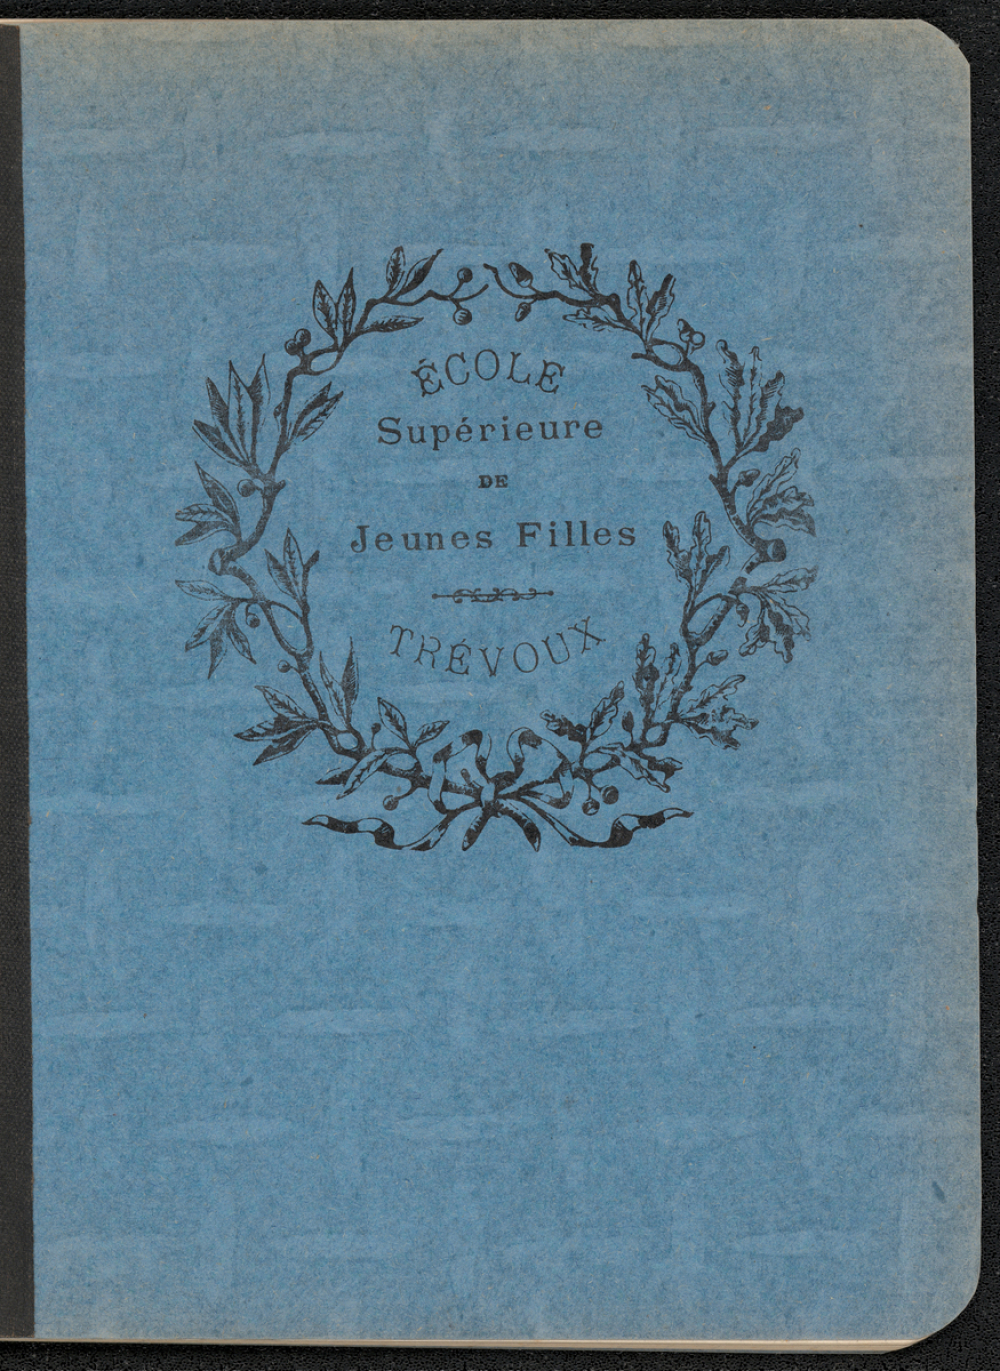 ÉCOLE
Supérieure
DE
Jeunes Filles
TRÉVOUX